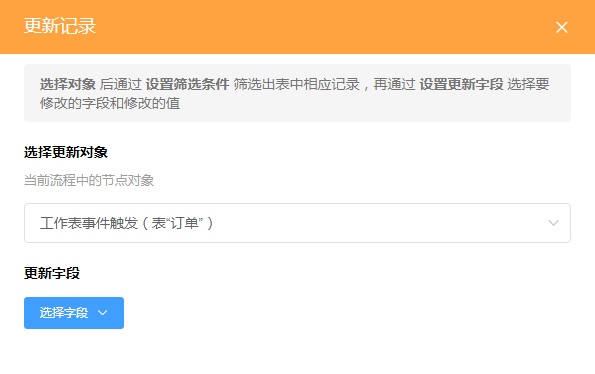 更新记录
选择对象 后通过 设置筛选条件 筛选出表中相应记录，再通过 设置更新字段 选择要
修改的字段和修改的值
选择更新对象
当前流程中的节点对象
工作表事件触发（表“订单”）
更新字段
选择字段